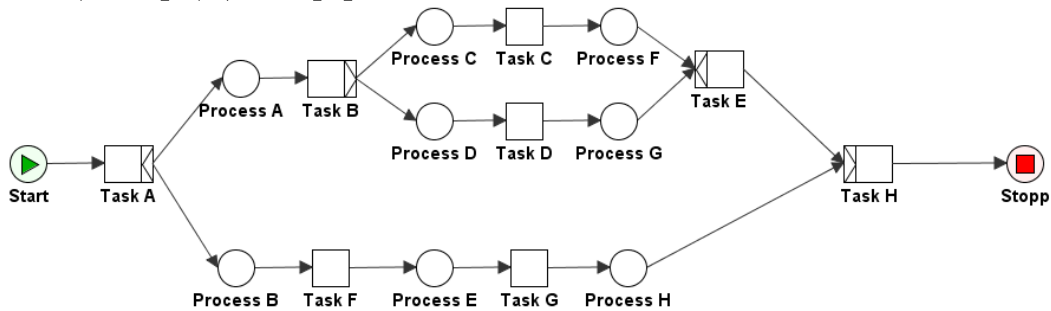 Process C Task C Process F
Process A Task B Task E
Process D Task D Process G
Start Task A Task H Stopp
Process B Task F Process E Task G Process H